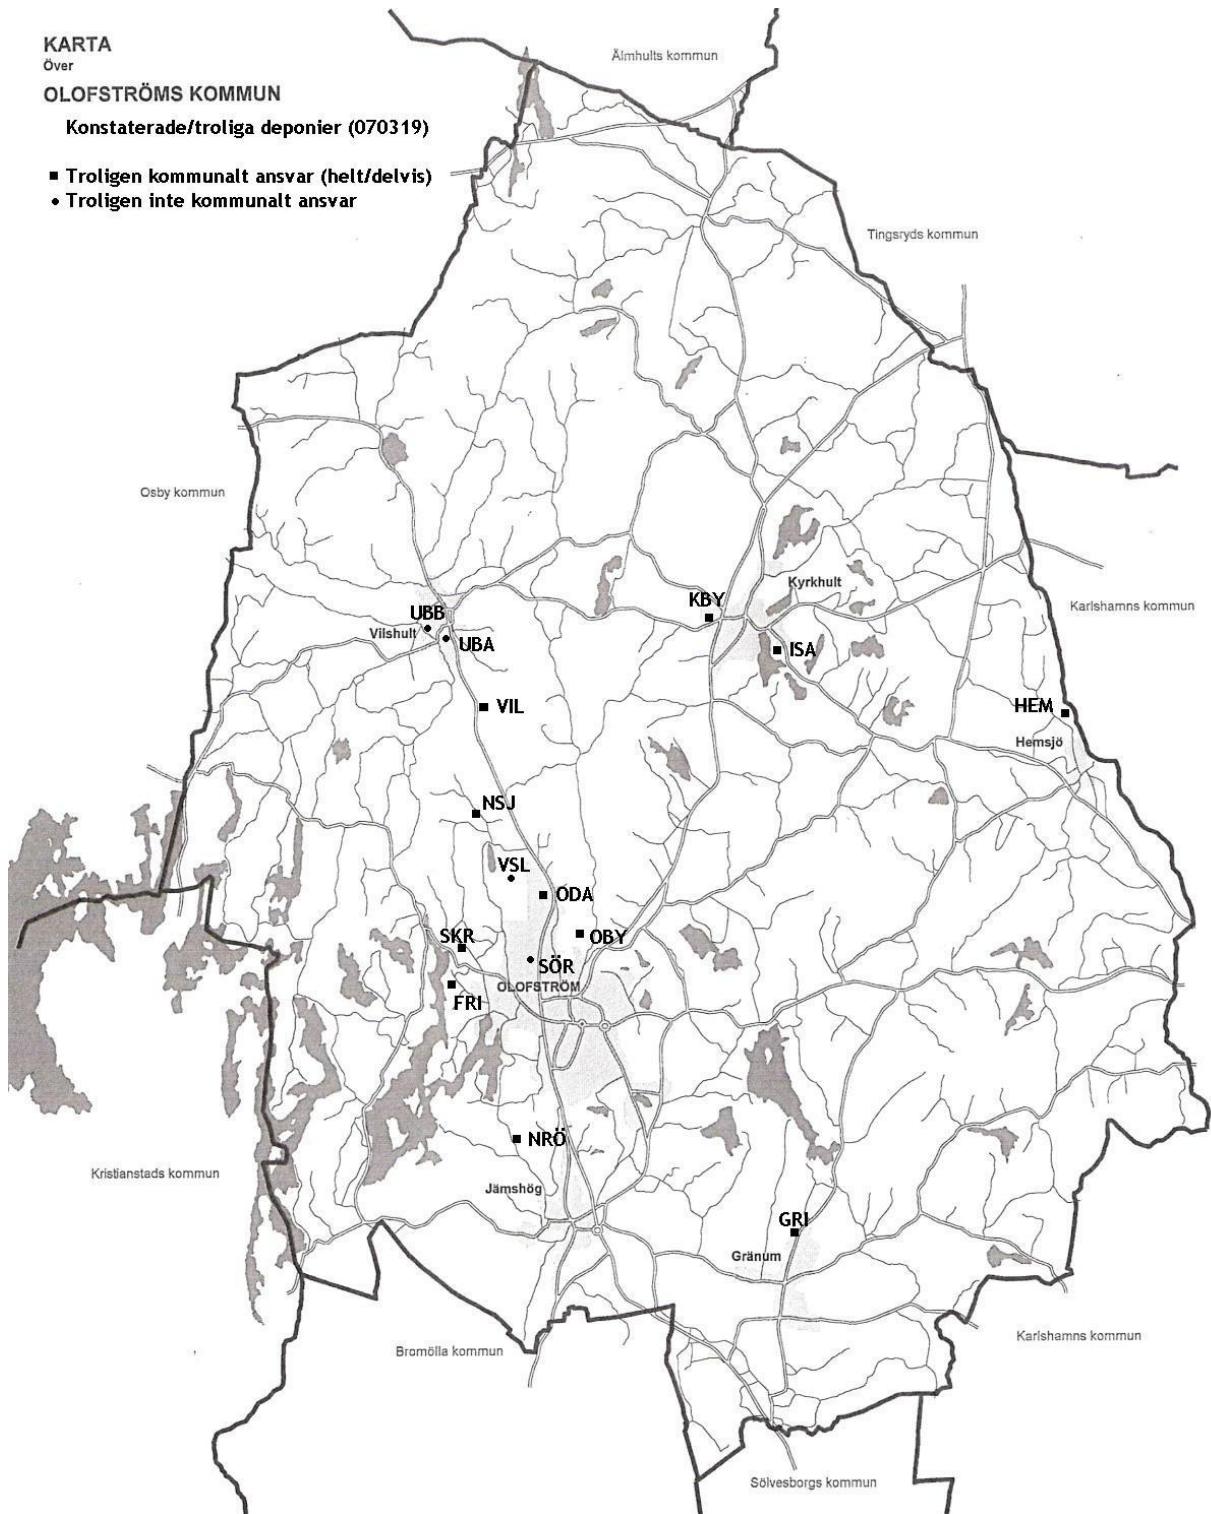 KARTA
Över
OLOFSTRÖMS KOMMUN
Konstaterade/troliga deponier (070319)
■ Troligen kommunalt ansvar (helt/delvis)
• Troligen inte kommunalt ansvar
Älmhults kommun
Tingsryds kommun
Osby kommun
Kyrkhult
KBY
Karlshamns kommun
UBB
Vilshult
UBA
ISA
VIL
HEM
Hemsjö
NSJ
VSL
ODA
SKR
OBY
SÖR
OLOFSTRÖM
FRI
NRÖ
Kristianstads kommun
Jämshög
GRI
Gränum
Karlshamns kommun
Bromölla kommun
Sölvesborgs kommun